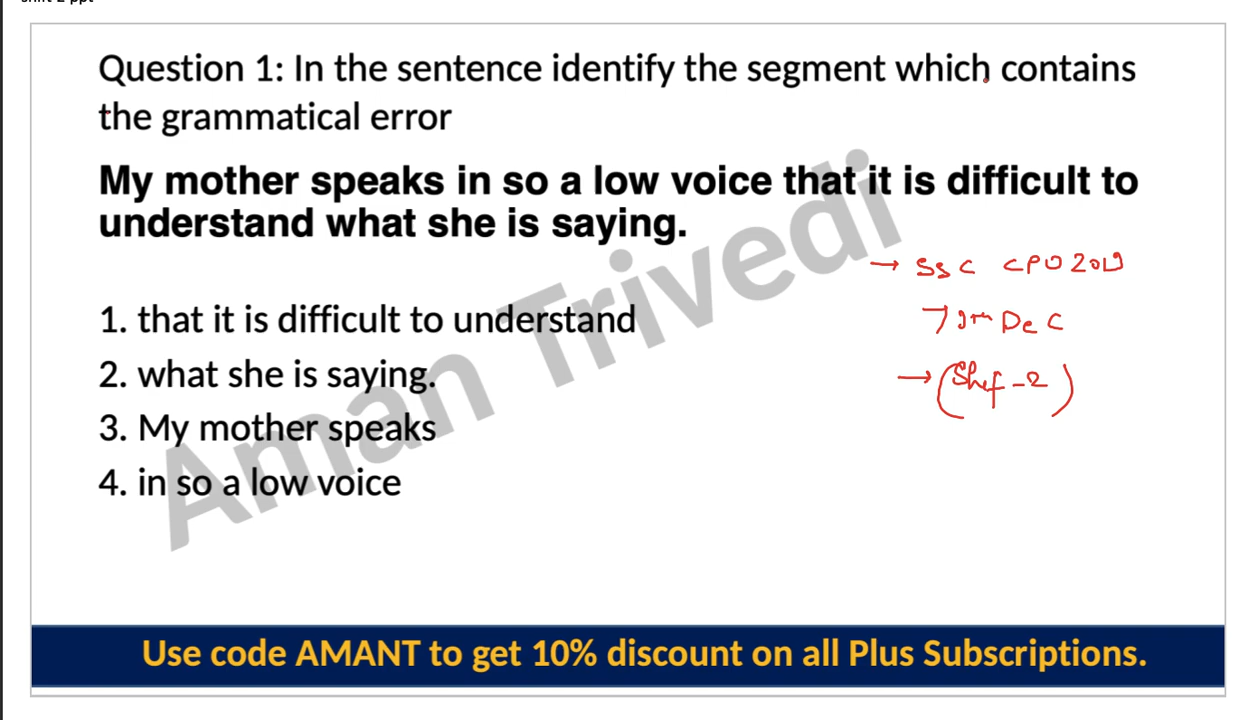 Question 1: In the sentence identify the segment which contains
the grammatical error
My mother speaks in so a low voice that it is difficult to
understand what she is saying.
→ SSC CPO 2019
Dec
1. that it is difficult to understand
2. what she is saying.
→ (Shift-2)
3. My mother speaks
4. in so a low voice
Aman Trivedi
Use code AMANT to get 10% discount on all Plus Subscriptions.